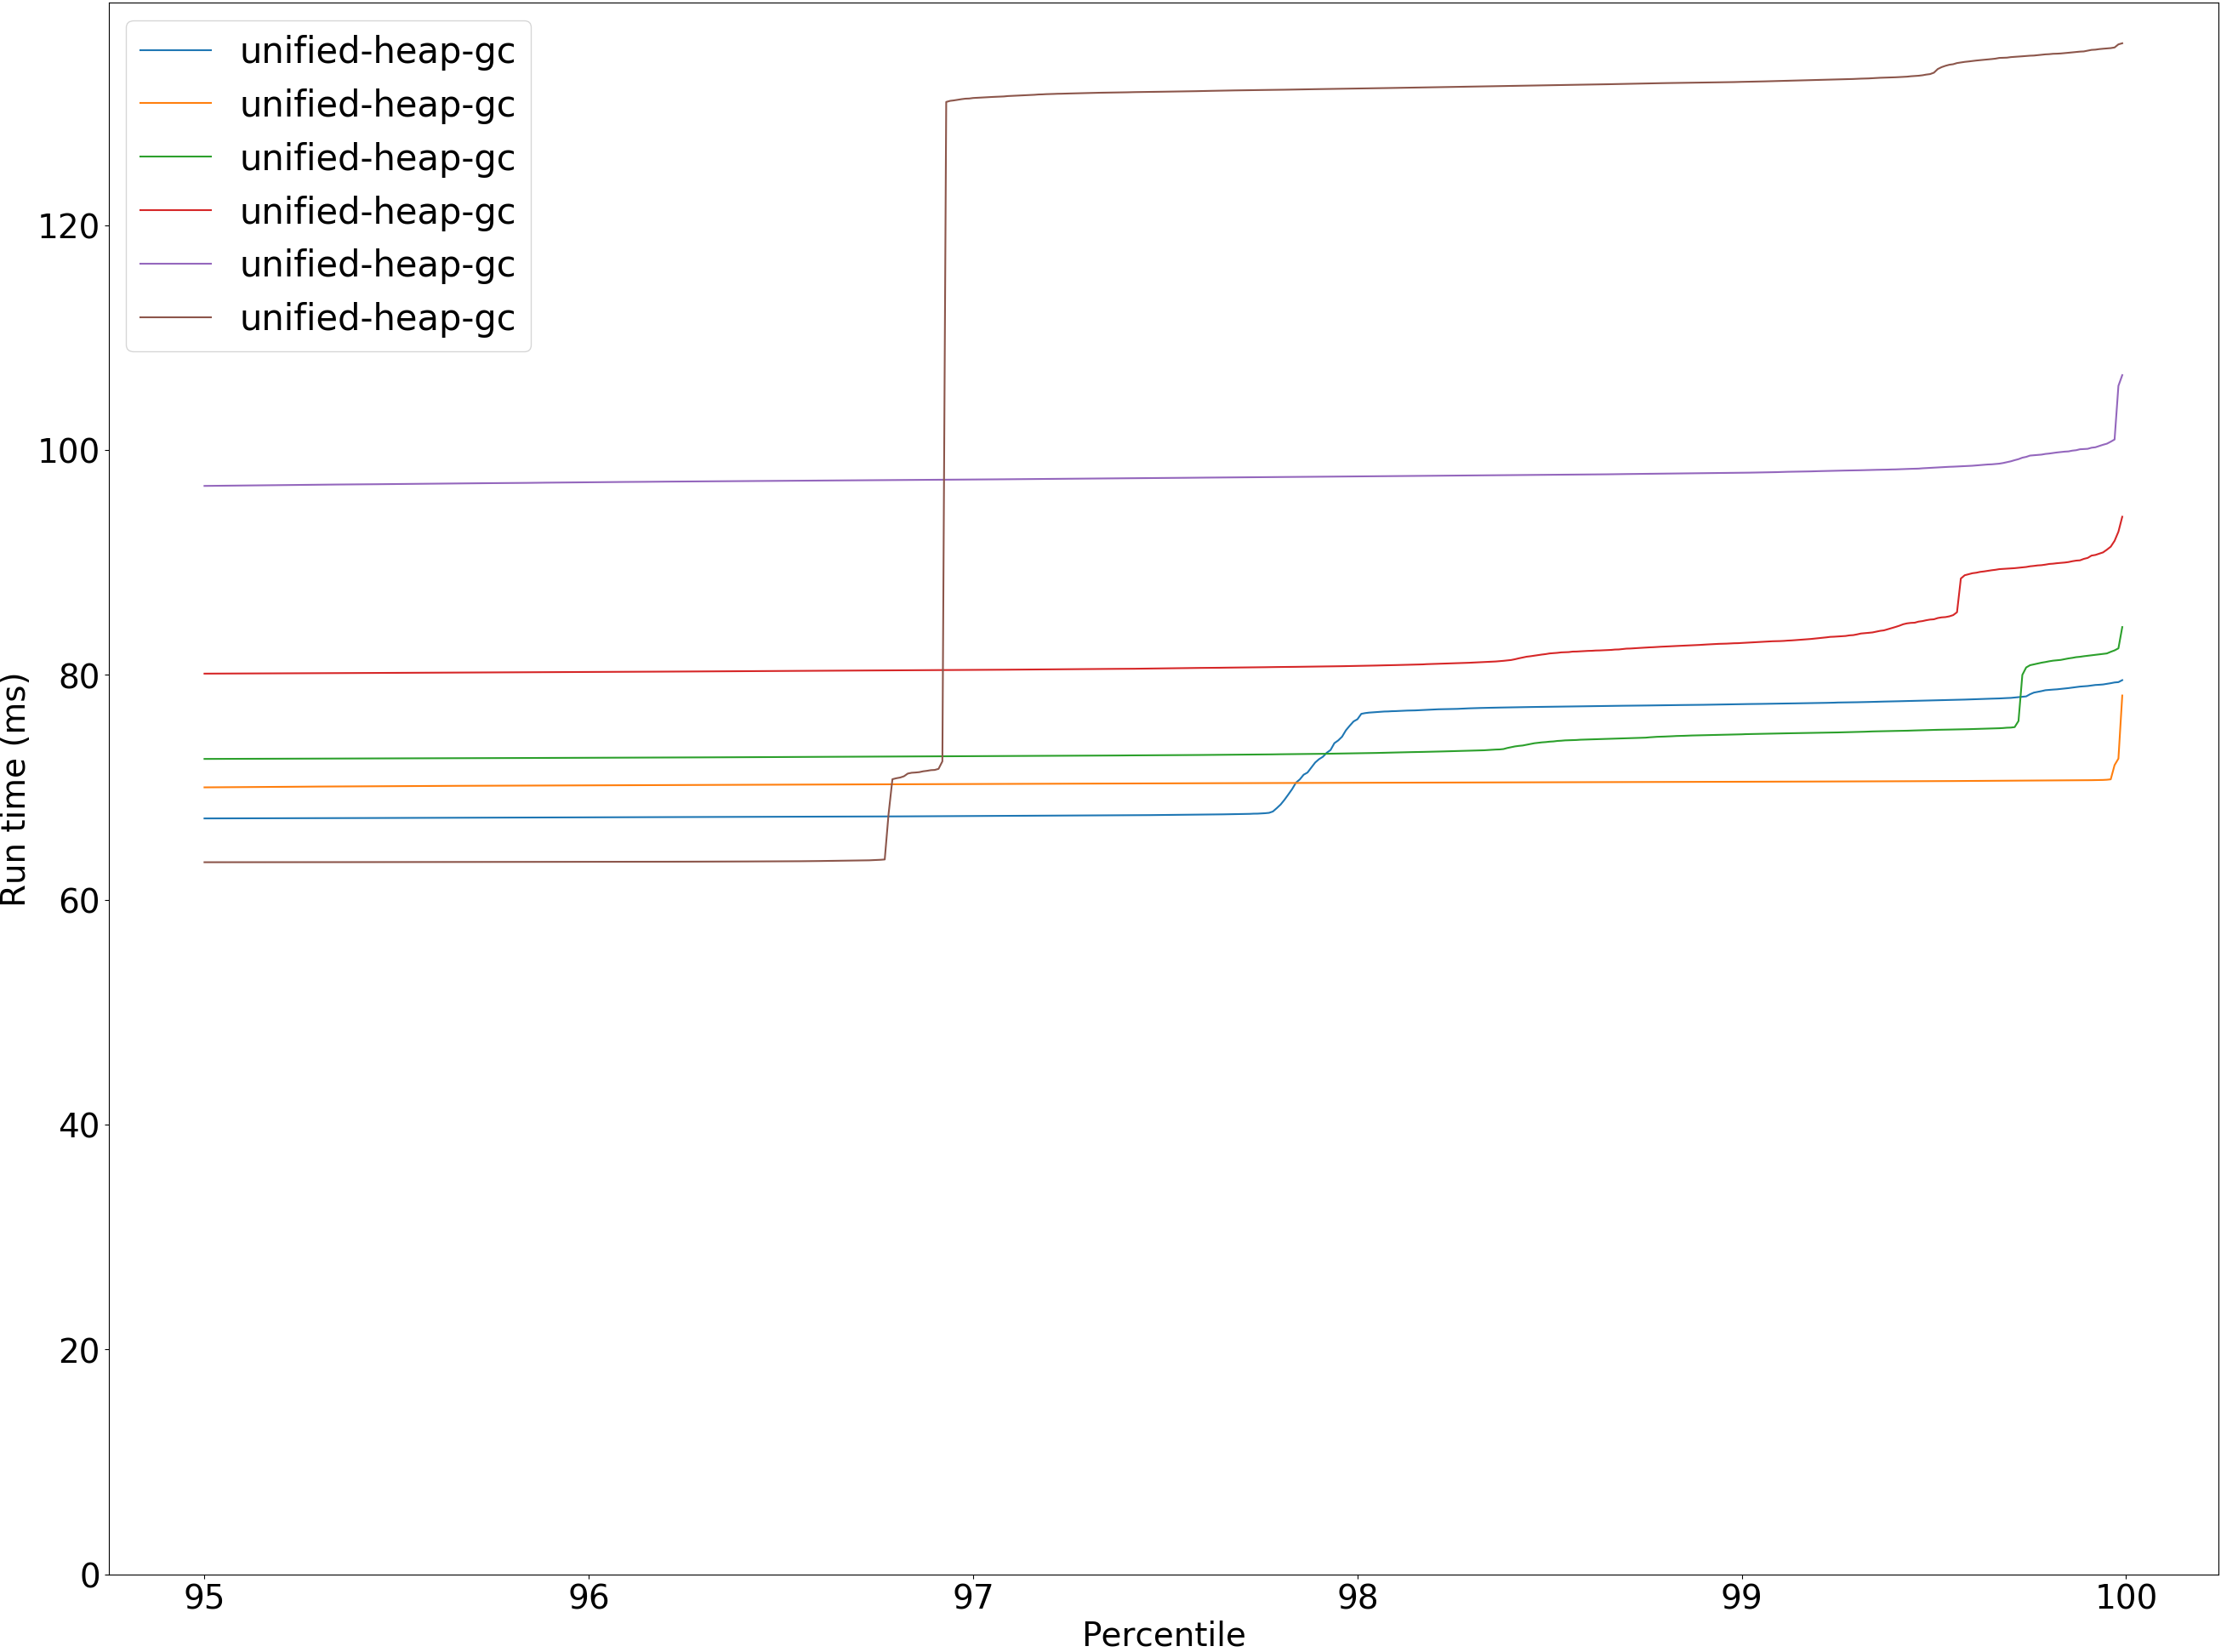 unified-heap-gc
unified-heap-gc
unified-heap-gc
unified-heap-gc
unified-heap-gc
unified-heap-gc
120
100
80
60
40
20
0
Run time (ms)
95 96 97 98 99 100
Percentile